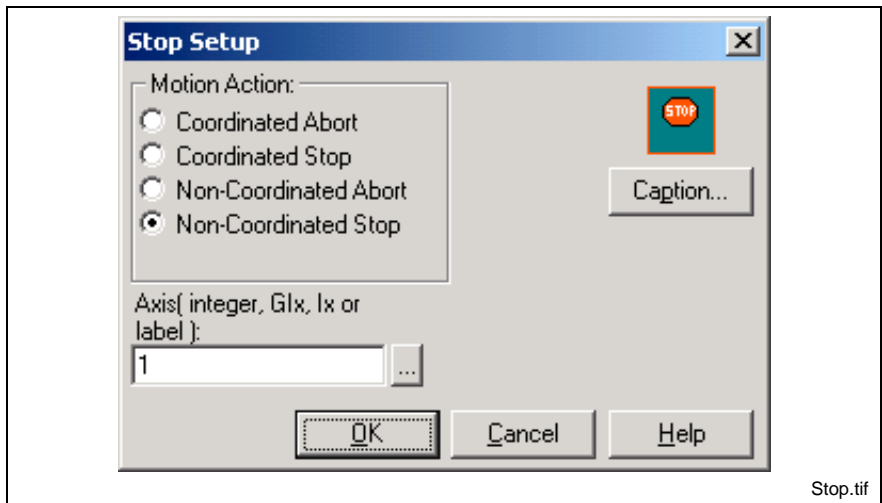 Stop Setup
Motion Action:
Coordinated Abort
Coordinated Stop
Non-Coordinated Abort
Non-Coordinated Stop
STOP
Caption...
Axis( integer, GIx, Ix or
label ):
1
...
OK
Cancel
Help
Stop.tif